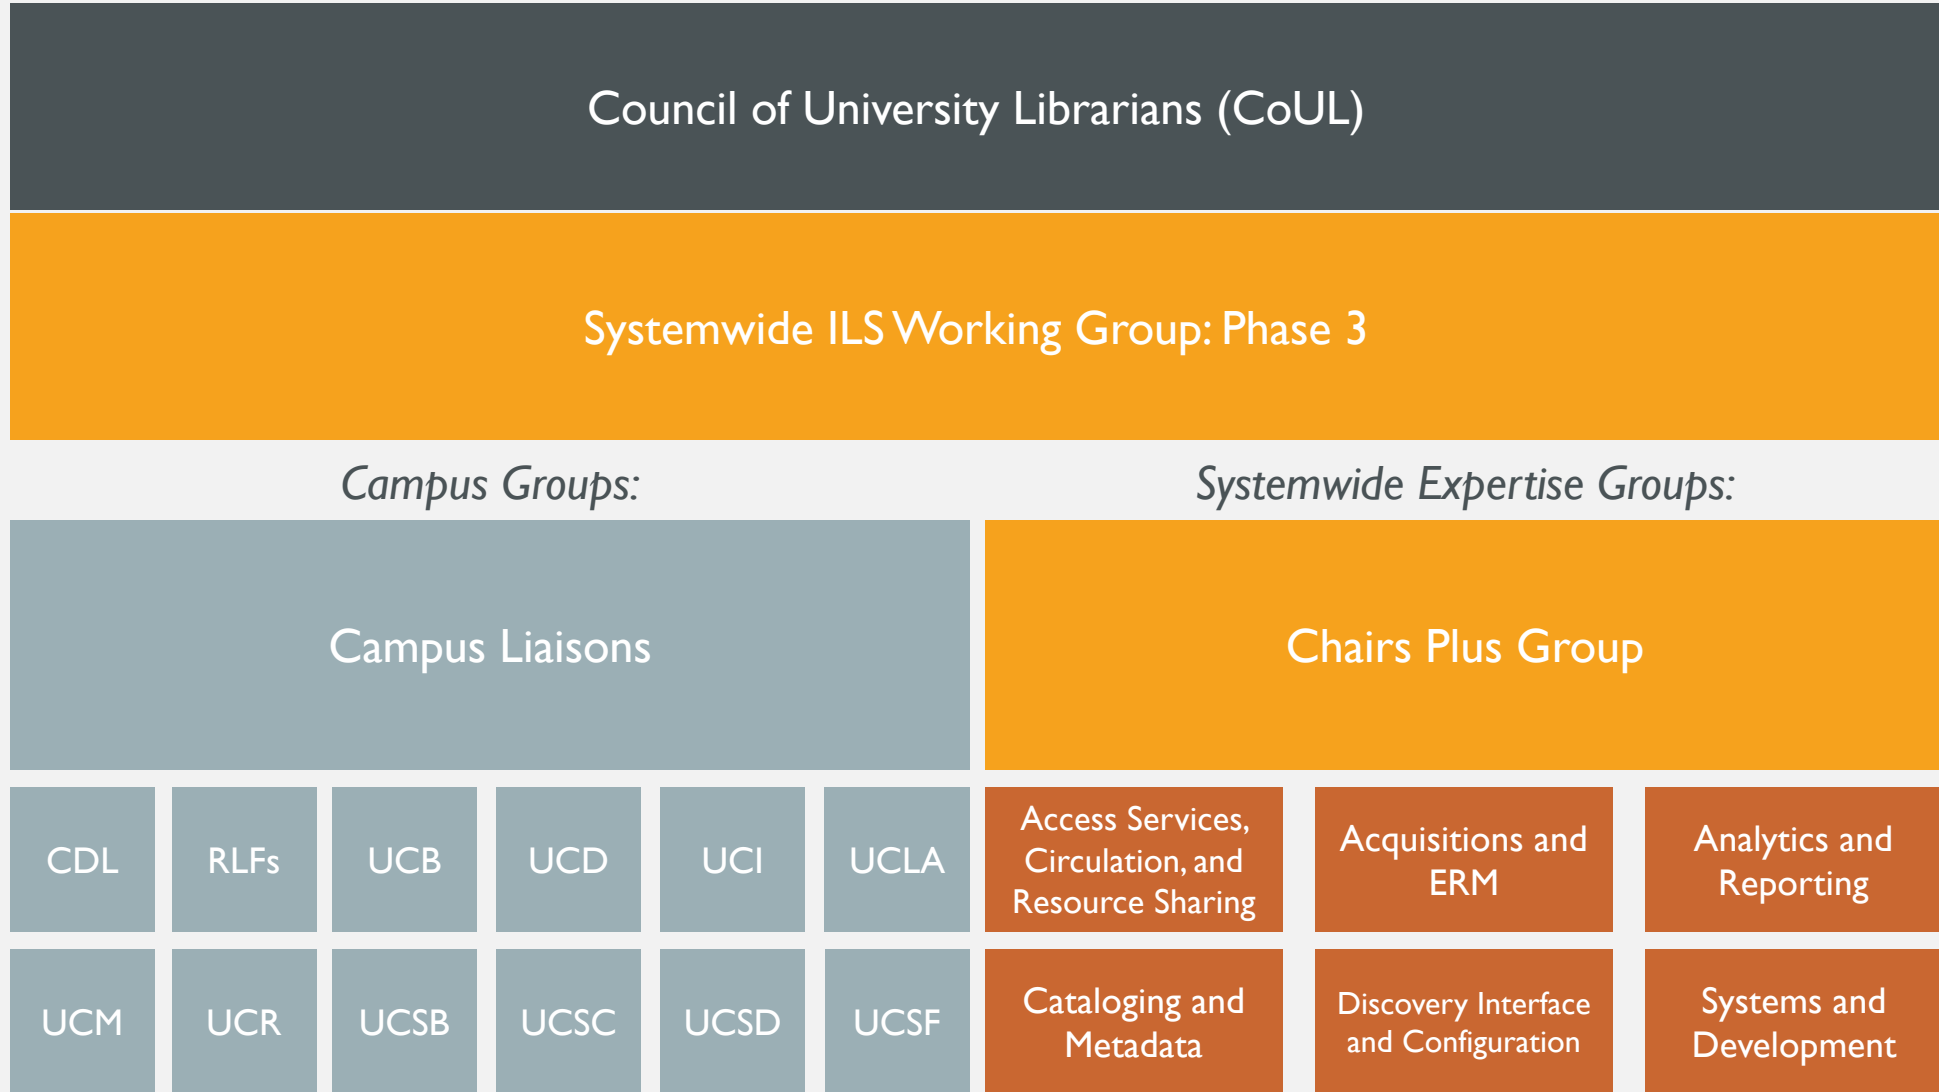 Council of University Librarians (CoUL)
Systemwide ILS Working Group: Phase 3
Campus Groups:
Systemwide Expertise Groups:
Campus Liaisons
Chairs Plus Group
CDL
RLFs
UCB
UCD
UCI
UCLA
UCM
UCR
UCSB
UCSC
UCSD
UCSF
Access Services,
Circulation, and
Resource Sharing
Acquisitions and
ERM
Analytics and
Reporting
Cataloging and
Metadata
Discovery Interface
and Configuration
Systems and
Development